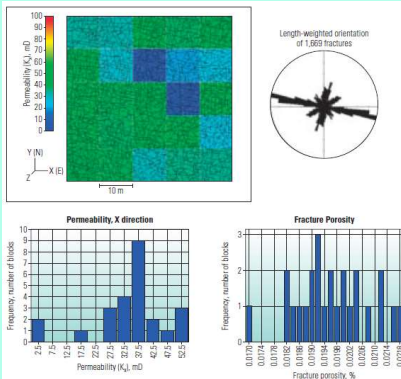 100
90
80
70
60
50
40
30
20
10
0
Permeability (Kx), mD
Y (N)
X (E)
Z
10 m
Length-weighted orientation
of 1,669 fractures
Permeability, X direction
Frequency, number of blocks
10
9
8
7
6
5
4
3
2
1
0
2.5 7.5 12.5 17.5 22.5 27.5 32.5 37.5 42.5 47.5 52.5
Permeability (Kx), mD
Fracture Porosity
Frequency, number of blocks
3
2
1
0
0.0170 0.0174 0.0178 0.0182 0.0186 0.0190 0.0194 0.0198 0.0202 0.0206 0.0210 0.0214 0.0218
Fracture porosity, %